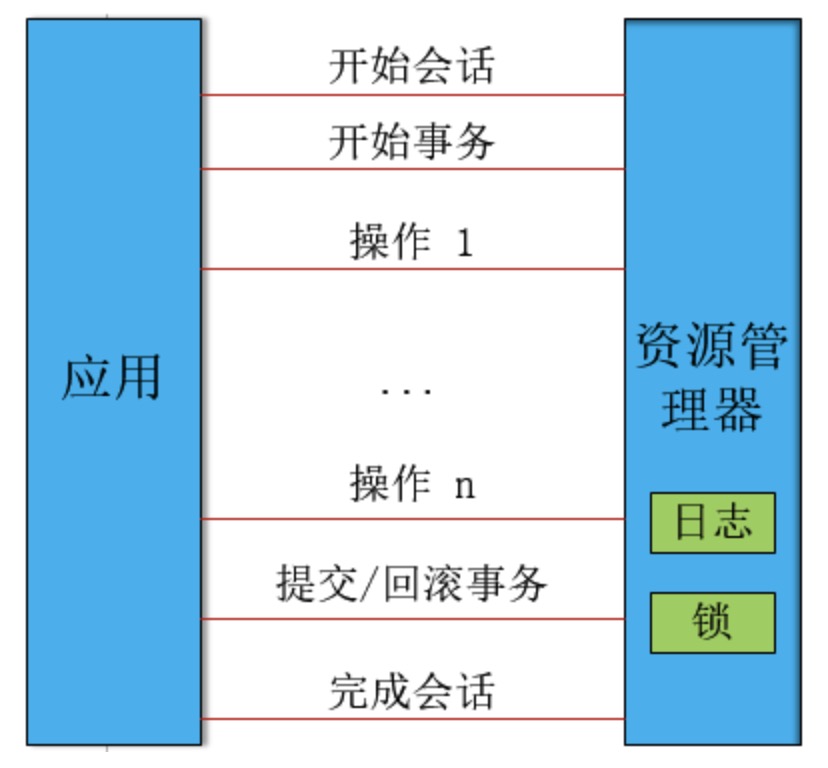 开始会话
开始事务
操作 1
应用
...
资源管
理器
操作 n
日志
提交/回滚事务
锁
完成会话